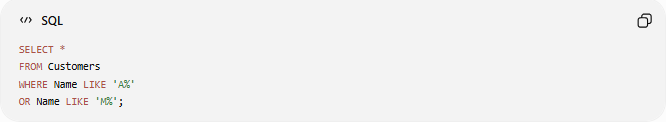 SQL
SELECT *
FROM Customers
WHERE Name LIKE 'A%'
OR Name LIKE 'M%';